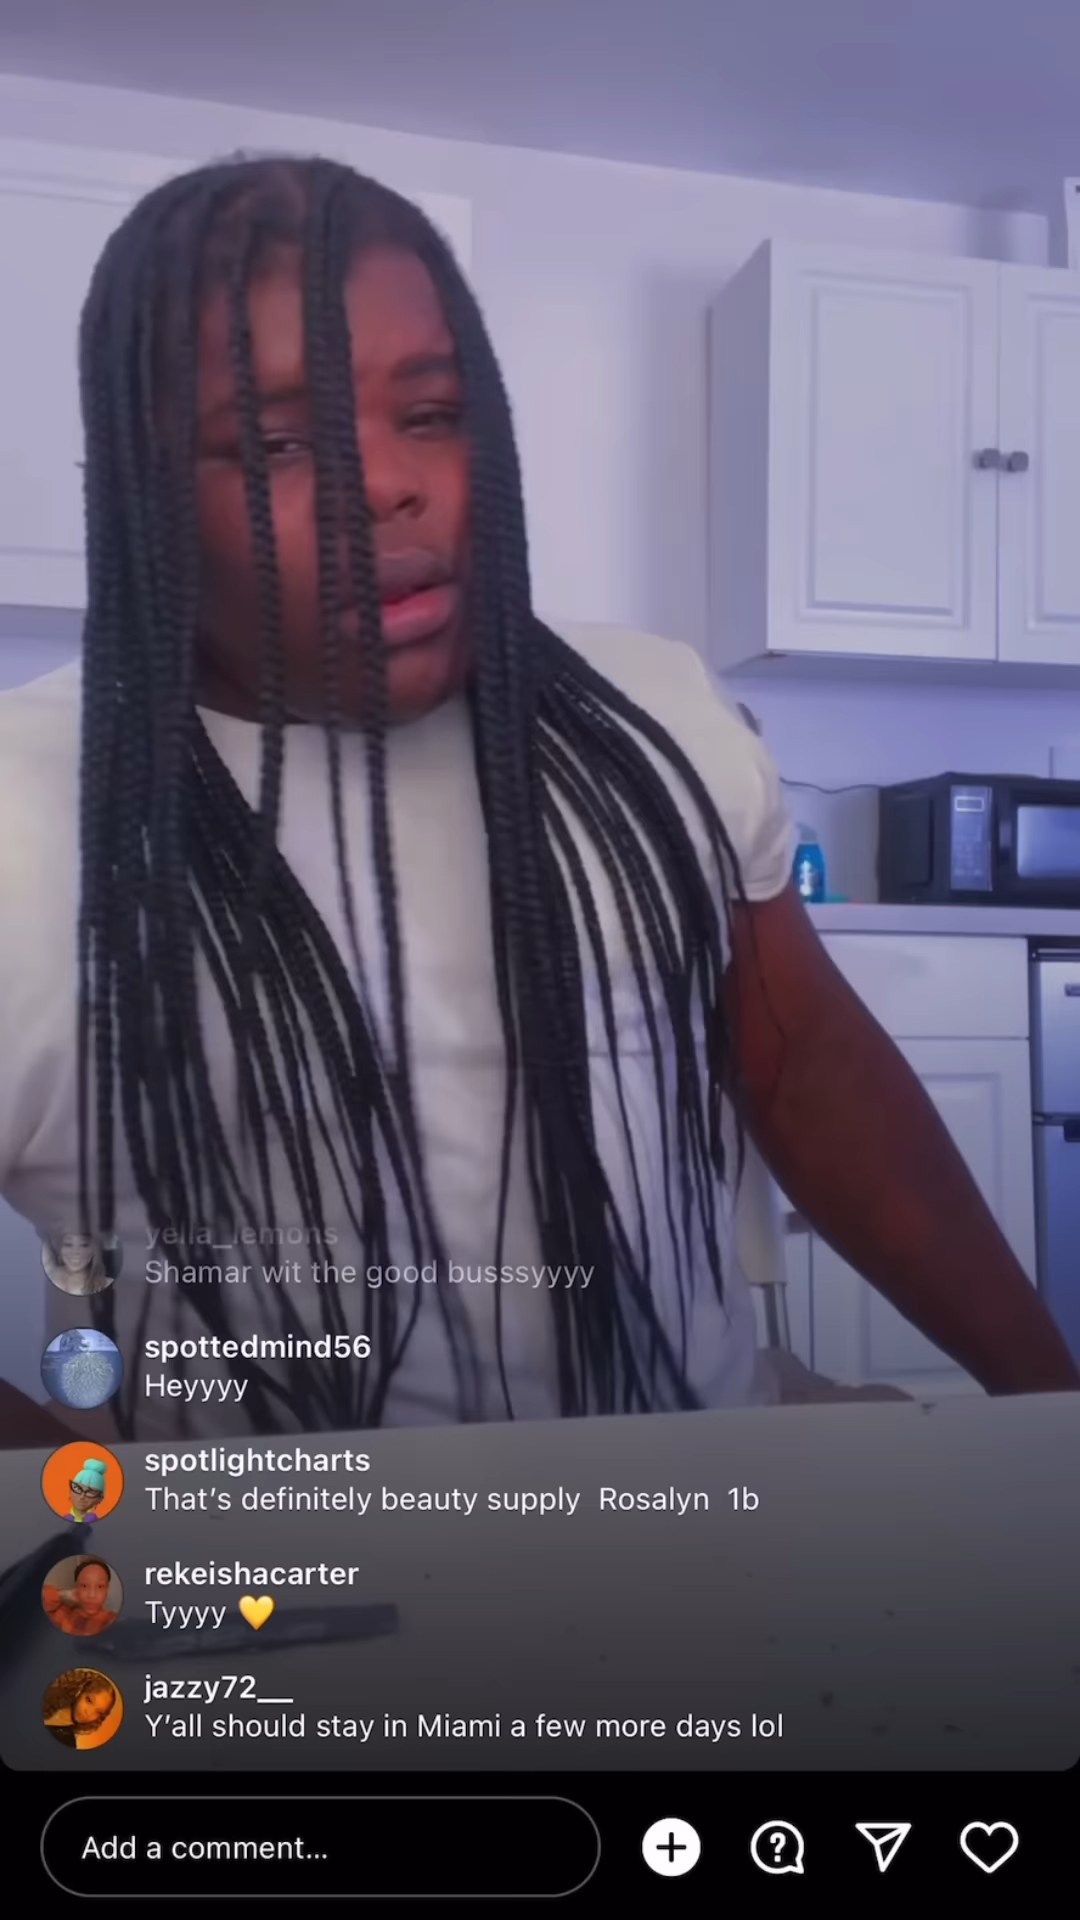 yella_lemons
Shamar wit the good busssyyyy
spottedmind56
Heyyyy
spotlightcharts
That’s definitely beauty supply  Rosalyn  1b
rekeishacarter
Tyyyy 💛
jazzy72__
Y’all should stay in Miami a few more days lol
Add a comment...